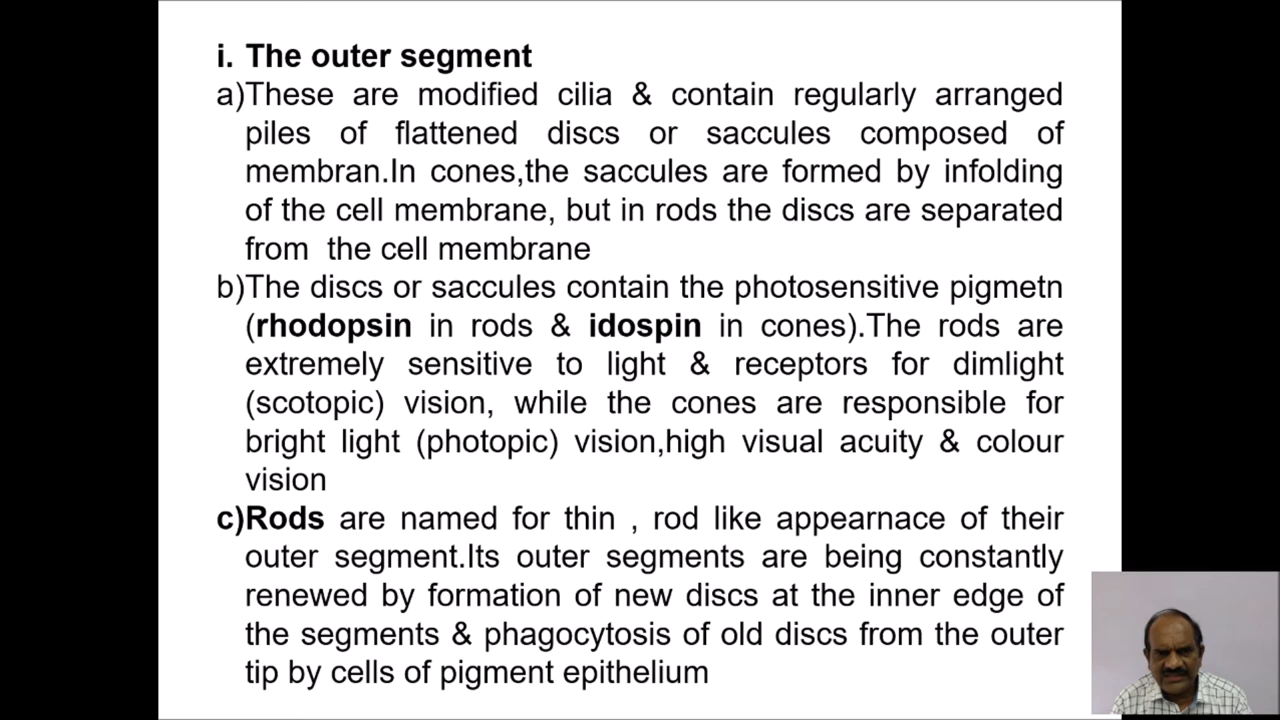 i. The outer segment
a)These are modified cilia & contain regularly arranged
piles of flattened discs or saccules composed of
membran.In cones,the saccules are formed by infolding
of the cell membrane, but in rods the discs are separated
from the cell membrane
b)The discs or saccules contain the photosensitive pigmetn
(rhodopsin in rods & idospin in cones).The rods are
extremely sensitive to light & receptors for dimlight
(scotopic) vision, while the cones are responsible for
bright light (photopic) vision,high visual acuity & colour
vision
c)Rods are named for thin , rod like appearnace of their
outer segment.Its outer segments are being constantly
renewed by formation of new discs at the inner edge of
the segments & phagocytosis of old discs from the outer
tip by cells of pigment epithelium